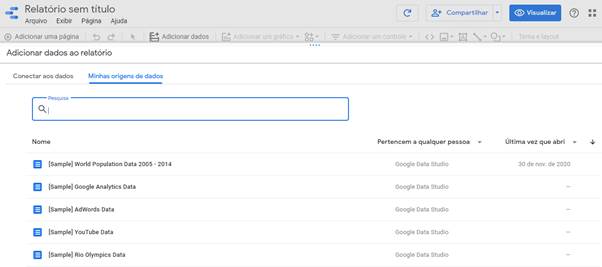 Relatório sem título
Arquivo Exibir Página Ajuda
Compartilhar
Visualizar
Adicionar uma página
Adicionar dados
Adicionar um gráfico
Adicionar um controle
Tema e layout
Adicionar dados ao relatório
Conectar aos dados Minhas origens de dados
Pesquisa
Nome Pertencem a qualquer pessoa Última vez que abri
[Sample] World Population Data 2005 - 2014 Google Data Studio 30 de nov. de 2020
[Sample] Google Analytics Data Google Data Studio –
[Sample] AdWords Data Google Data Studio –
[Sample] YouTube Data Google Data Studio –
[Sample] Rio Olympics Data Google Data Studio –